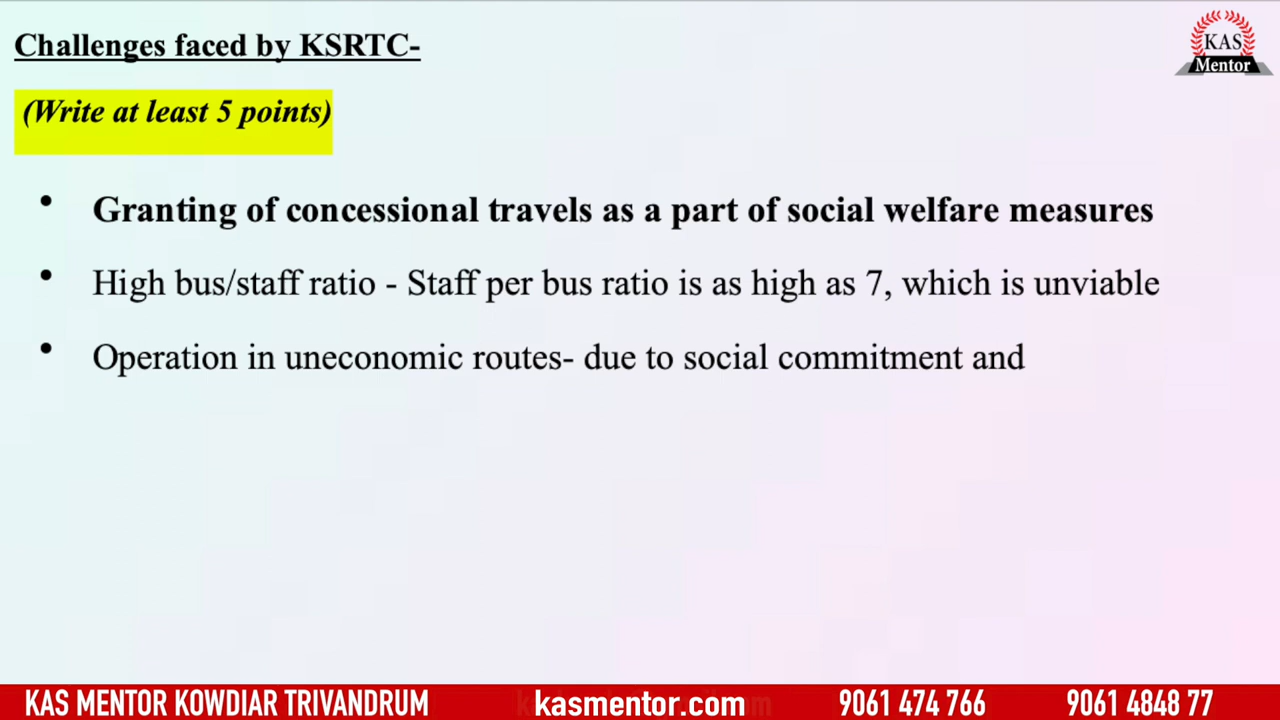 Challenges faced by KSRTC-
KAS
Mentor
(Write at least 5 points)
• Granting of concessional travels as a part of social welfare measures
• High bus/staff ratio - Staff per bus ratio is as high as 7, which is unviable
• Operation in uneconomic routes- due to social commitment and
KAS MENTOR KOWDIAR TRIVANDRUM kasmentor.com 9061 474 766 9061 4848 77